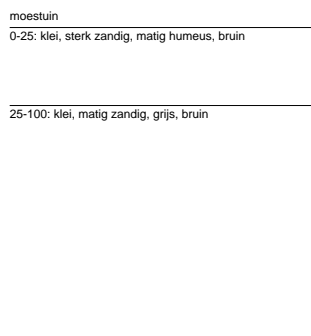 moestuin
0-25: klei, sterk zandig, matig humeus, bruin
25-100: klei, matig zandig, grijs, bruin